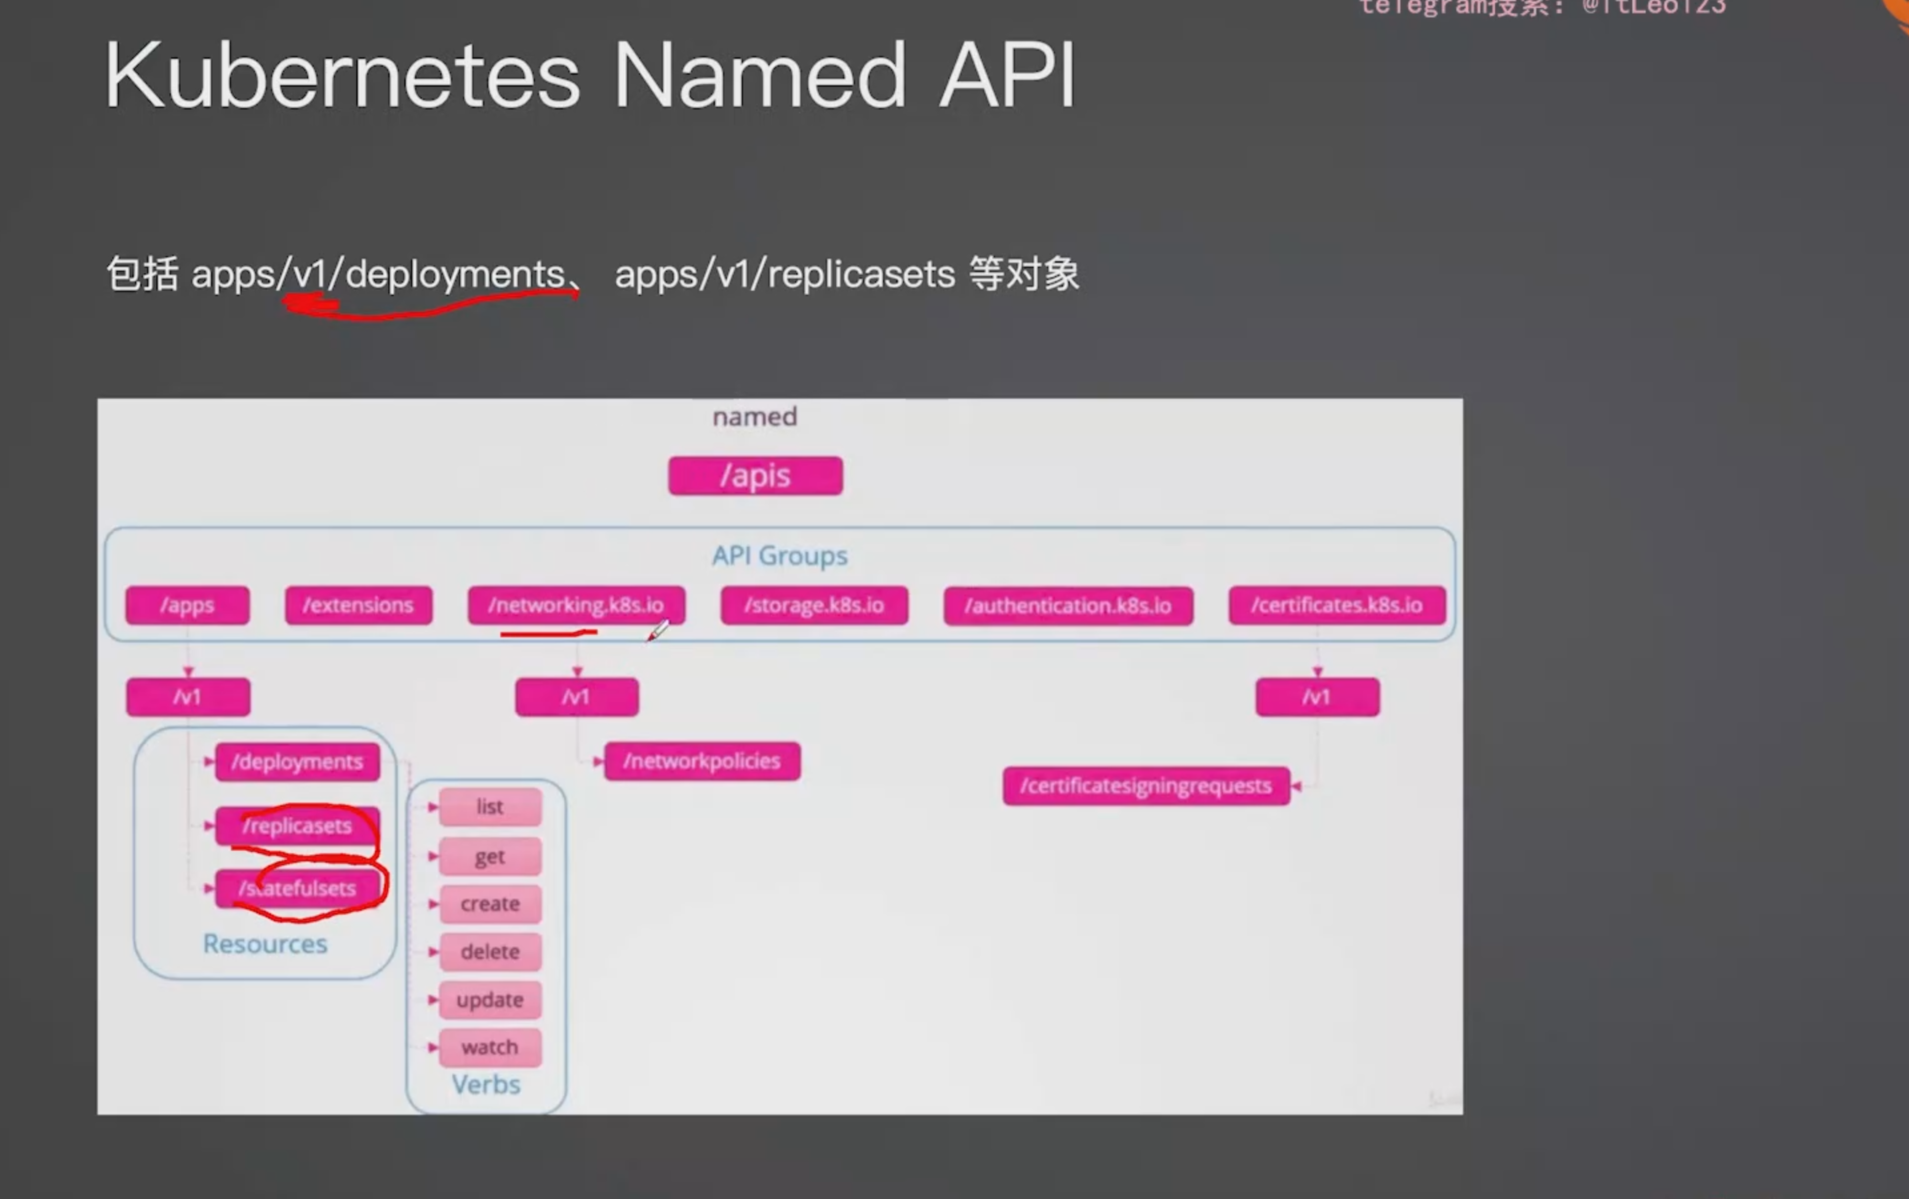 telegram搜索: @itLeo123
Kubernetes Named API
包括 apps/v1/deployments、 apps/v1/replicasets 等对象
named
/apis
API Groups
/apps /extensions /networking.k8s.io /storage.k8s.io /authentication.k8s.io /certificates.k8s.io
/v1 /v1 /v1
/deployments /networkpolicies
/certificatesigningrequests
list
/replicasets
get
/statefulsets
create
Resources
delete
update
watch
Verbs